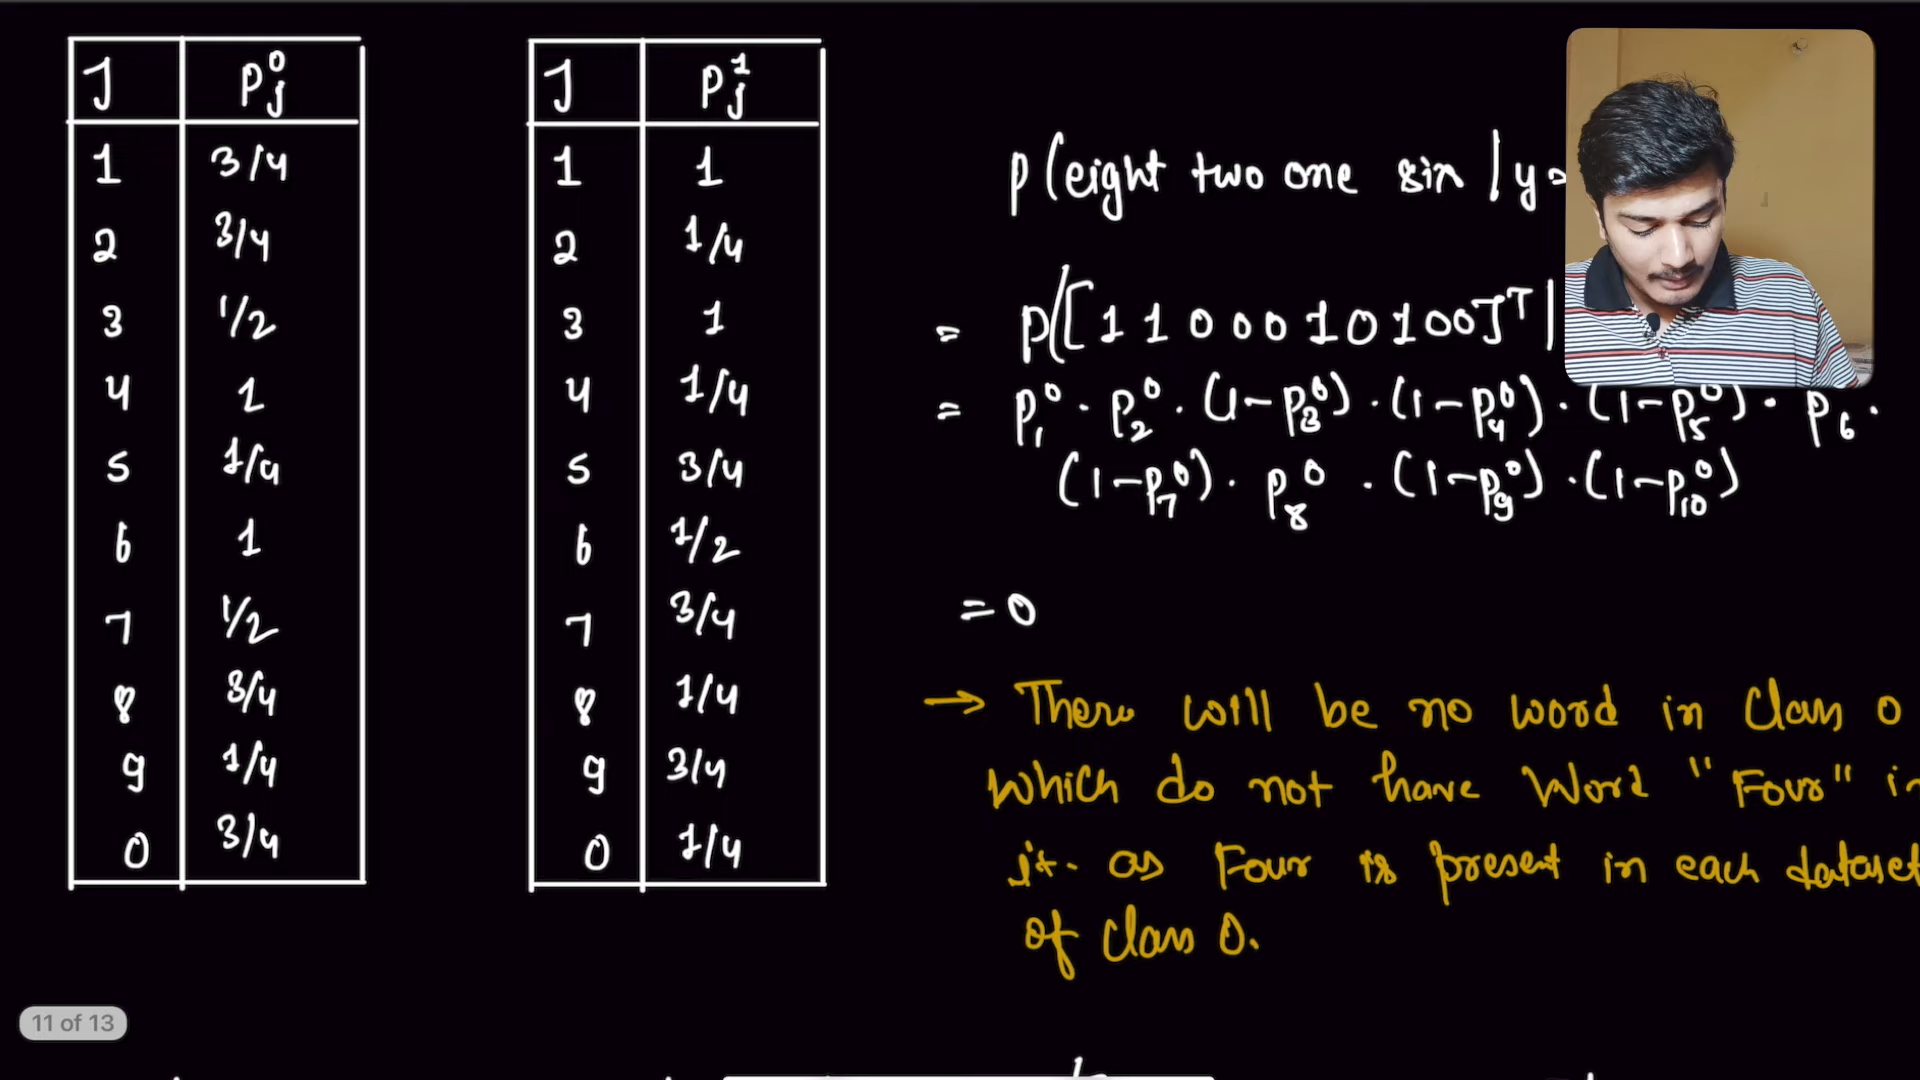 J P_j^0
1 3/4
2 3/4
3 1/2
4 1
5 1/4
6 1
7 1/2
8 3/4
9 1/4
0 3/4
J P_j^1
1 1
2 1/4
3 1
4 1/4
5 3/4
6 1/2
7 3/4
8 1/4
9 3/4
0 1/4
P(eight two one six | y=
= P([1 1 0 0 0 1 0 1 0 0]^T |
= P_1^0 · P_2^0 · (1-P_3^0) · (1-P_4^0) · (1-P_5^0) · P_6 ·
(1-P_7^0) · P_8^0 · (1-P_9^0) · (1-P_10^0)
= 0
→ There will be no word in Class 0
which do not have Word "Four" in
it. as Four is present in each dataset
of Class 0.
11 of 13